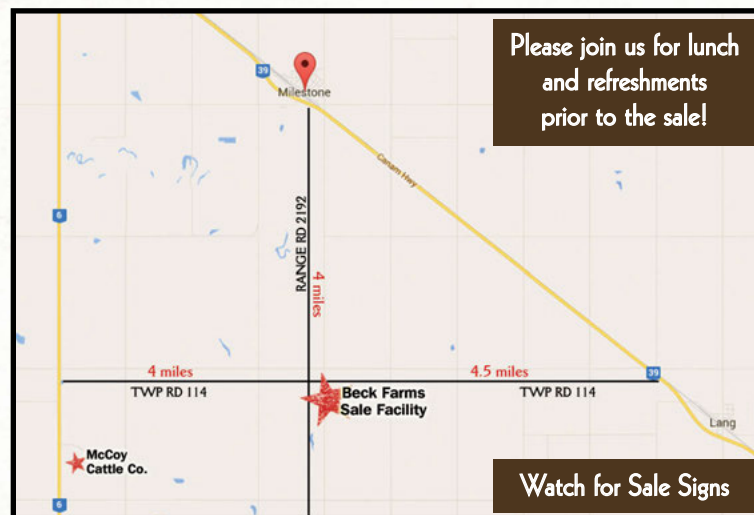 Please join us for lunch
and refreshments
prior to the sale!
39
Milestone
Canam Hwy
6
RANGE RD 2192
4 miles
4 miles
4.5 miles
39
TWP RD 114
TWP RD 114
Beck Farms
Sale Facility
Lang
McCoy
Cattle Co.
6
Watch for Sale Signs